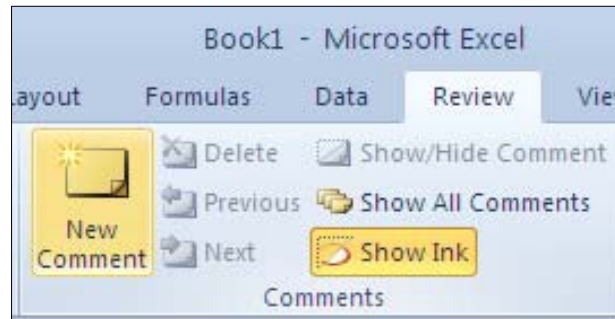 Book1 - Microsoft Excel
ayout Formulas Data Review Vie
New Comment
Delete
Previous
Next
Show/Hide Comment
Show All Comments
Show Ink
Comments